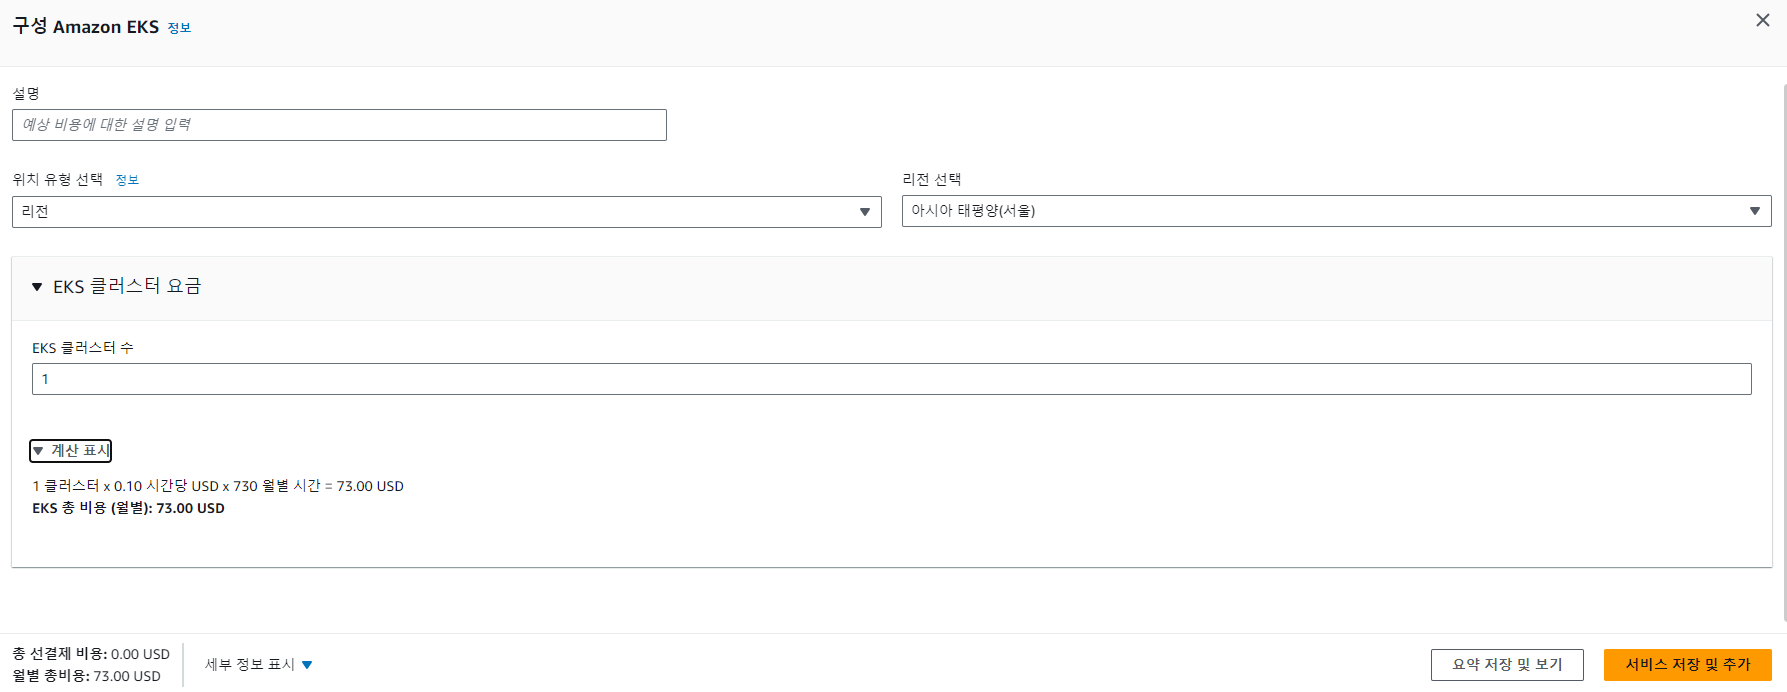 구성 Amazon EKS 정보
설명
예상 비용에 대한 설명 입력
위치 유형 선택 정보
리전
리전 선택
아시아 태평양(서울)
EKS 클러스터 요금
EKS 클러스터 수
1
계산 표시
1 클러스터 x 0.10 시간당 USD x 730 월별 시간 = 73.00 USD
EKS 총 비용 (월별): 73.00 USD
총 선결제 비용: 0.00 USD
월별 총비용: 73.00 USD
세부 정보 표시
요약 저장 및 보기
서비스 저장 및 추가